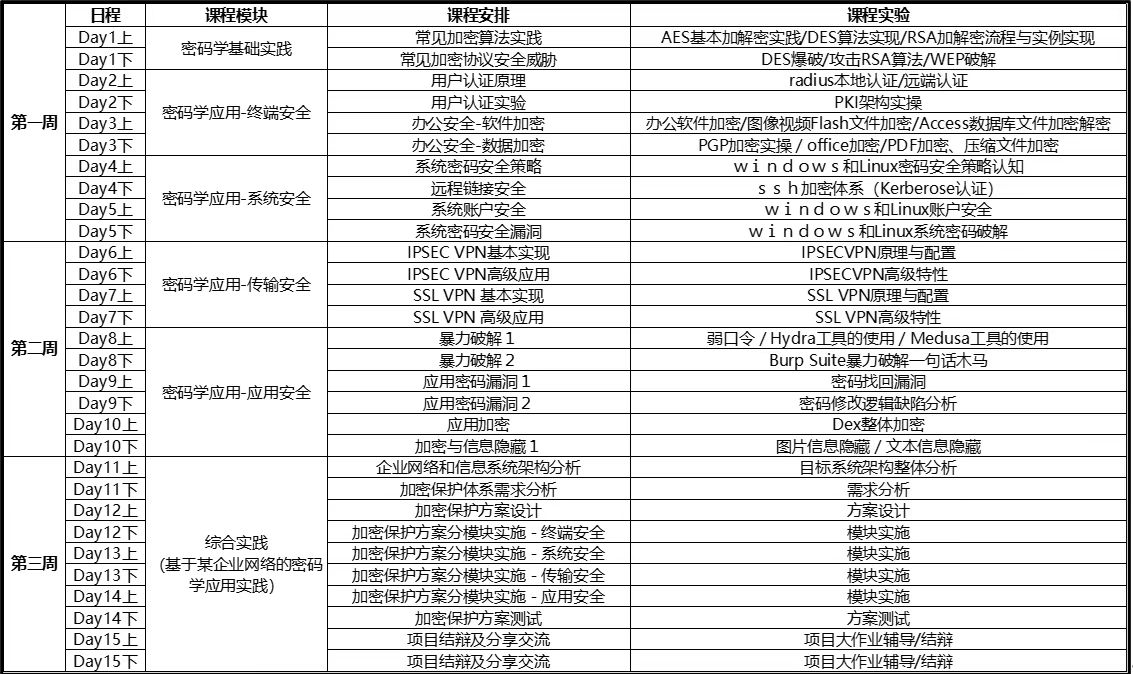 日程 课程模块 课程安排 课程实验
第一周
Day1上 密码学基础实践 常见加密算法实践 AES基本加解密实践/DES算法实现/RSA加解密流程与实例实现
Day1下 常见加密协议安全威胁 DES爆破/攻击RSA算法/WEP破解
Day2上 密码学应用-终端安全 用户认证原理 radius本地认证/远端认证
Day2下 用户认证实验 PKI架构实操
Day3上 办公安全-软件加密 办公软件加密/图像视频Flash文件加密/Access数据库文件加密解密
Day3下 办公安全-数据加密 PGP加密实操 / office加密/PDF加密、压缩文件加密
Day4上 密码学应用-系统安全 系统密码安全策略 ｗｉｎｄｏｗｓ和Linux密码安全策略认知
Day4下 远程链接安全 ｓｓｈ加密体系（Kerberose认证）
Day5上 系统账户安全 ｗｉｎｄｏｗｓ和Linux账户安全
Day5下 系统密码安全漏洞 ｗｉｎｄｏｗｓ和Linux系统密码破解
第二周
Day6上 密码学应用-传输安全 IPSEC VPN基本实现 IPSECVPN原理与配置
Day6下 IPSEC VPN高级应用 IPSECVPN高级特性
Day7上 SSL VPN 基本实现 SSL VPN原理与配置
Day7下 SSL VPN 高级应用 SSL VPN高级特性
Day8上 密码学应用-应用安全 暴力破解１ 弱口令 / Hydra工具的使用 / Medusa工具的使用
Day8下 暴力破解２ Burp Suite暴力破解一句话木马
Day9上 应用密码漏洞１ 密码找回漏洞
Day9下 应用密码漏洞２ 密码修改逻辑缺陷分析
Day10上 应用加密 Dex整体加密
Day10下 加密与信息隐藏１ 图片信息隐藏 / 文本信息隐藏
第三周
Day11上 综合实践 企业网络和信息系统架构分析 目标系统架构整体分析
（基于某企业网络的密码
学应用实践）
Day11下 加密保护体系需求分析 需求分析
Day12上 加密保护方案设计 方案设计
Day12下 加密保护方案分模块实施 - 终端安全 模块实施
Day13上 加密保护方案分模块实施 - 系统安全 模块实施
Day13下 加密保护方案分模块实施 - 传输安全 模块实施
Day14上 加密保护方案分模块实施 - 应用安全 模块实施
Day14下 加密保护方案测试 方案测试
Day15上 项目结辩及分享交流 项目大作业辅导/结辩
Day15下 项目结辩及分享交流 项目大作业辅导/结辩